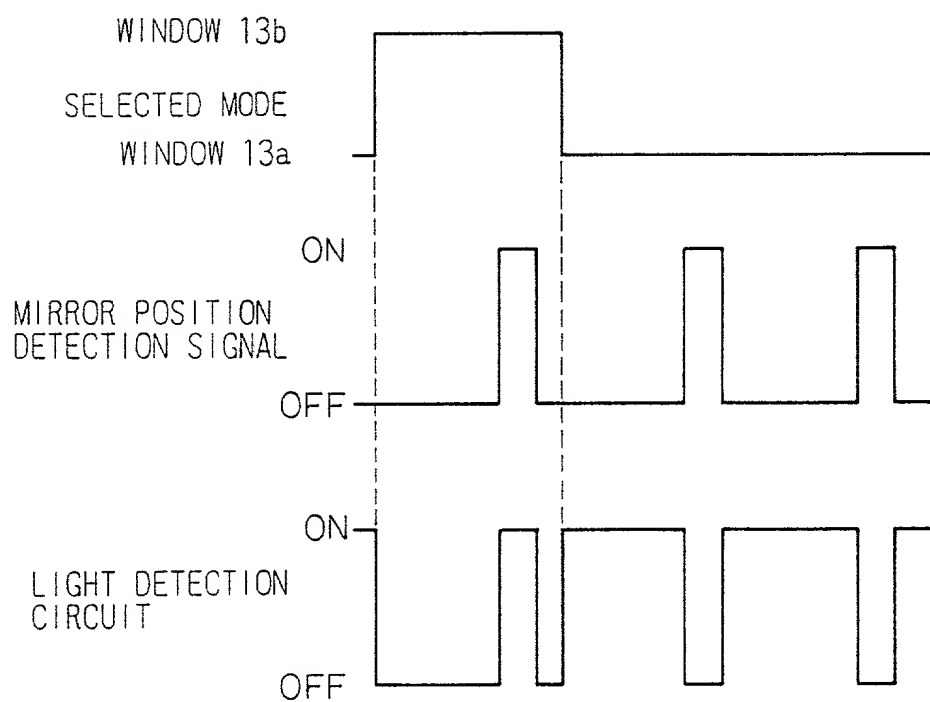 WINDOW 13b
SELECTED MODE
WINDOW 13a
ON
MIRROR POSITION
DETECTION SIGNAL
OFF
ON
LIGHT DETECTION
CIRCUIT
OFF